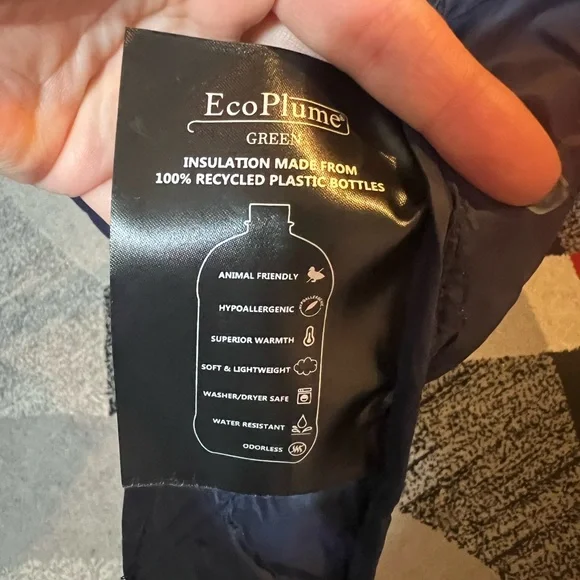 EcoPlume®
GREEN
INSULATION MADE FROM
100% RECYCLED PLASTIC BOTTLES
ANIMAL FRIENDLY
HYPOALLERGENIC
SUPERIOR WARMTH
SOFT & LIGHTWEIGHT
WASHER/DRYER SAFE
WATER RESISTANT
ODORLESS